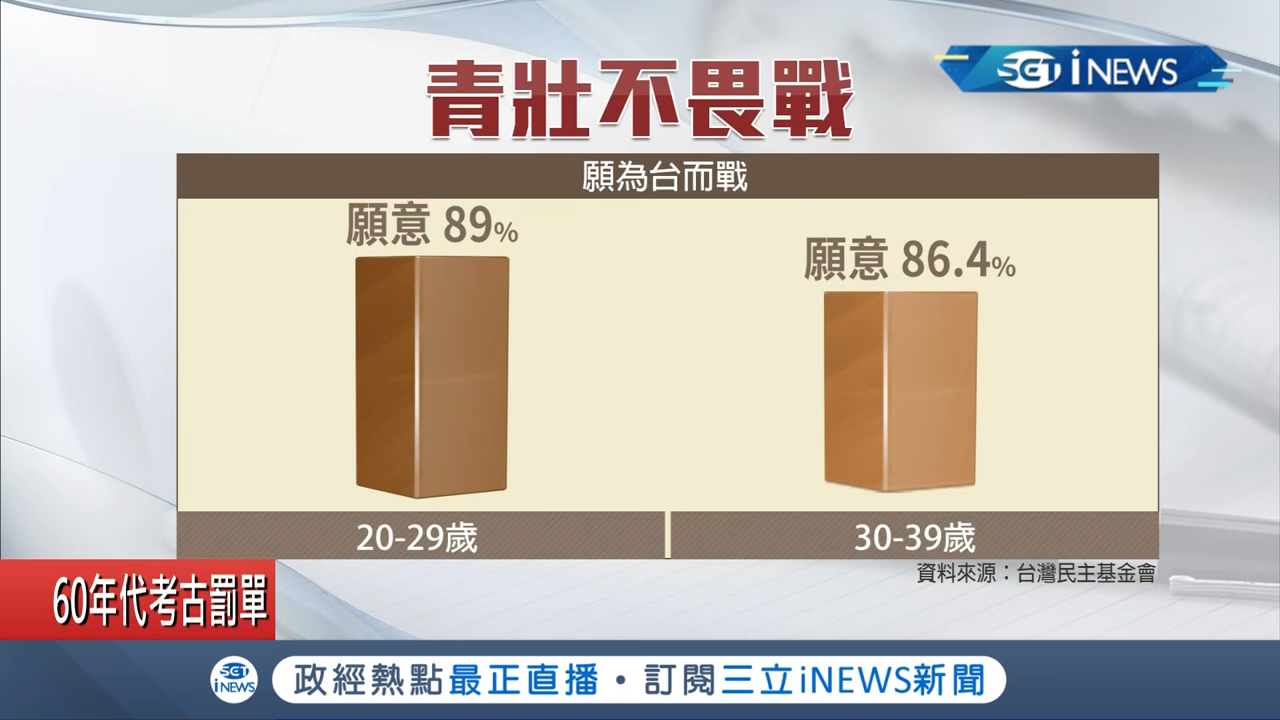 青壯不畏戰
SET iNEWS
願為台而戰
願意 89%
願意 86.4%
20-29歲
30-39歲
資料來源：台灣民主基金會
60年代考古罰單
SET iNEWS
政經熱點最正直播・訂閱三立iNEWS新聞